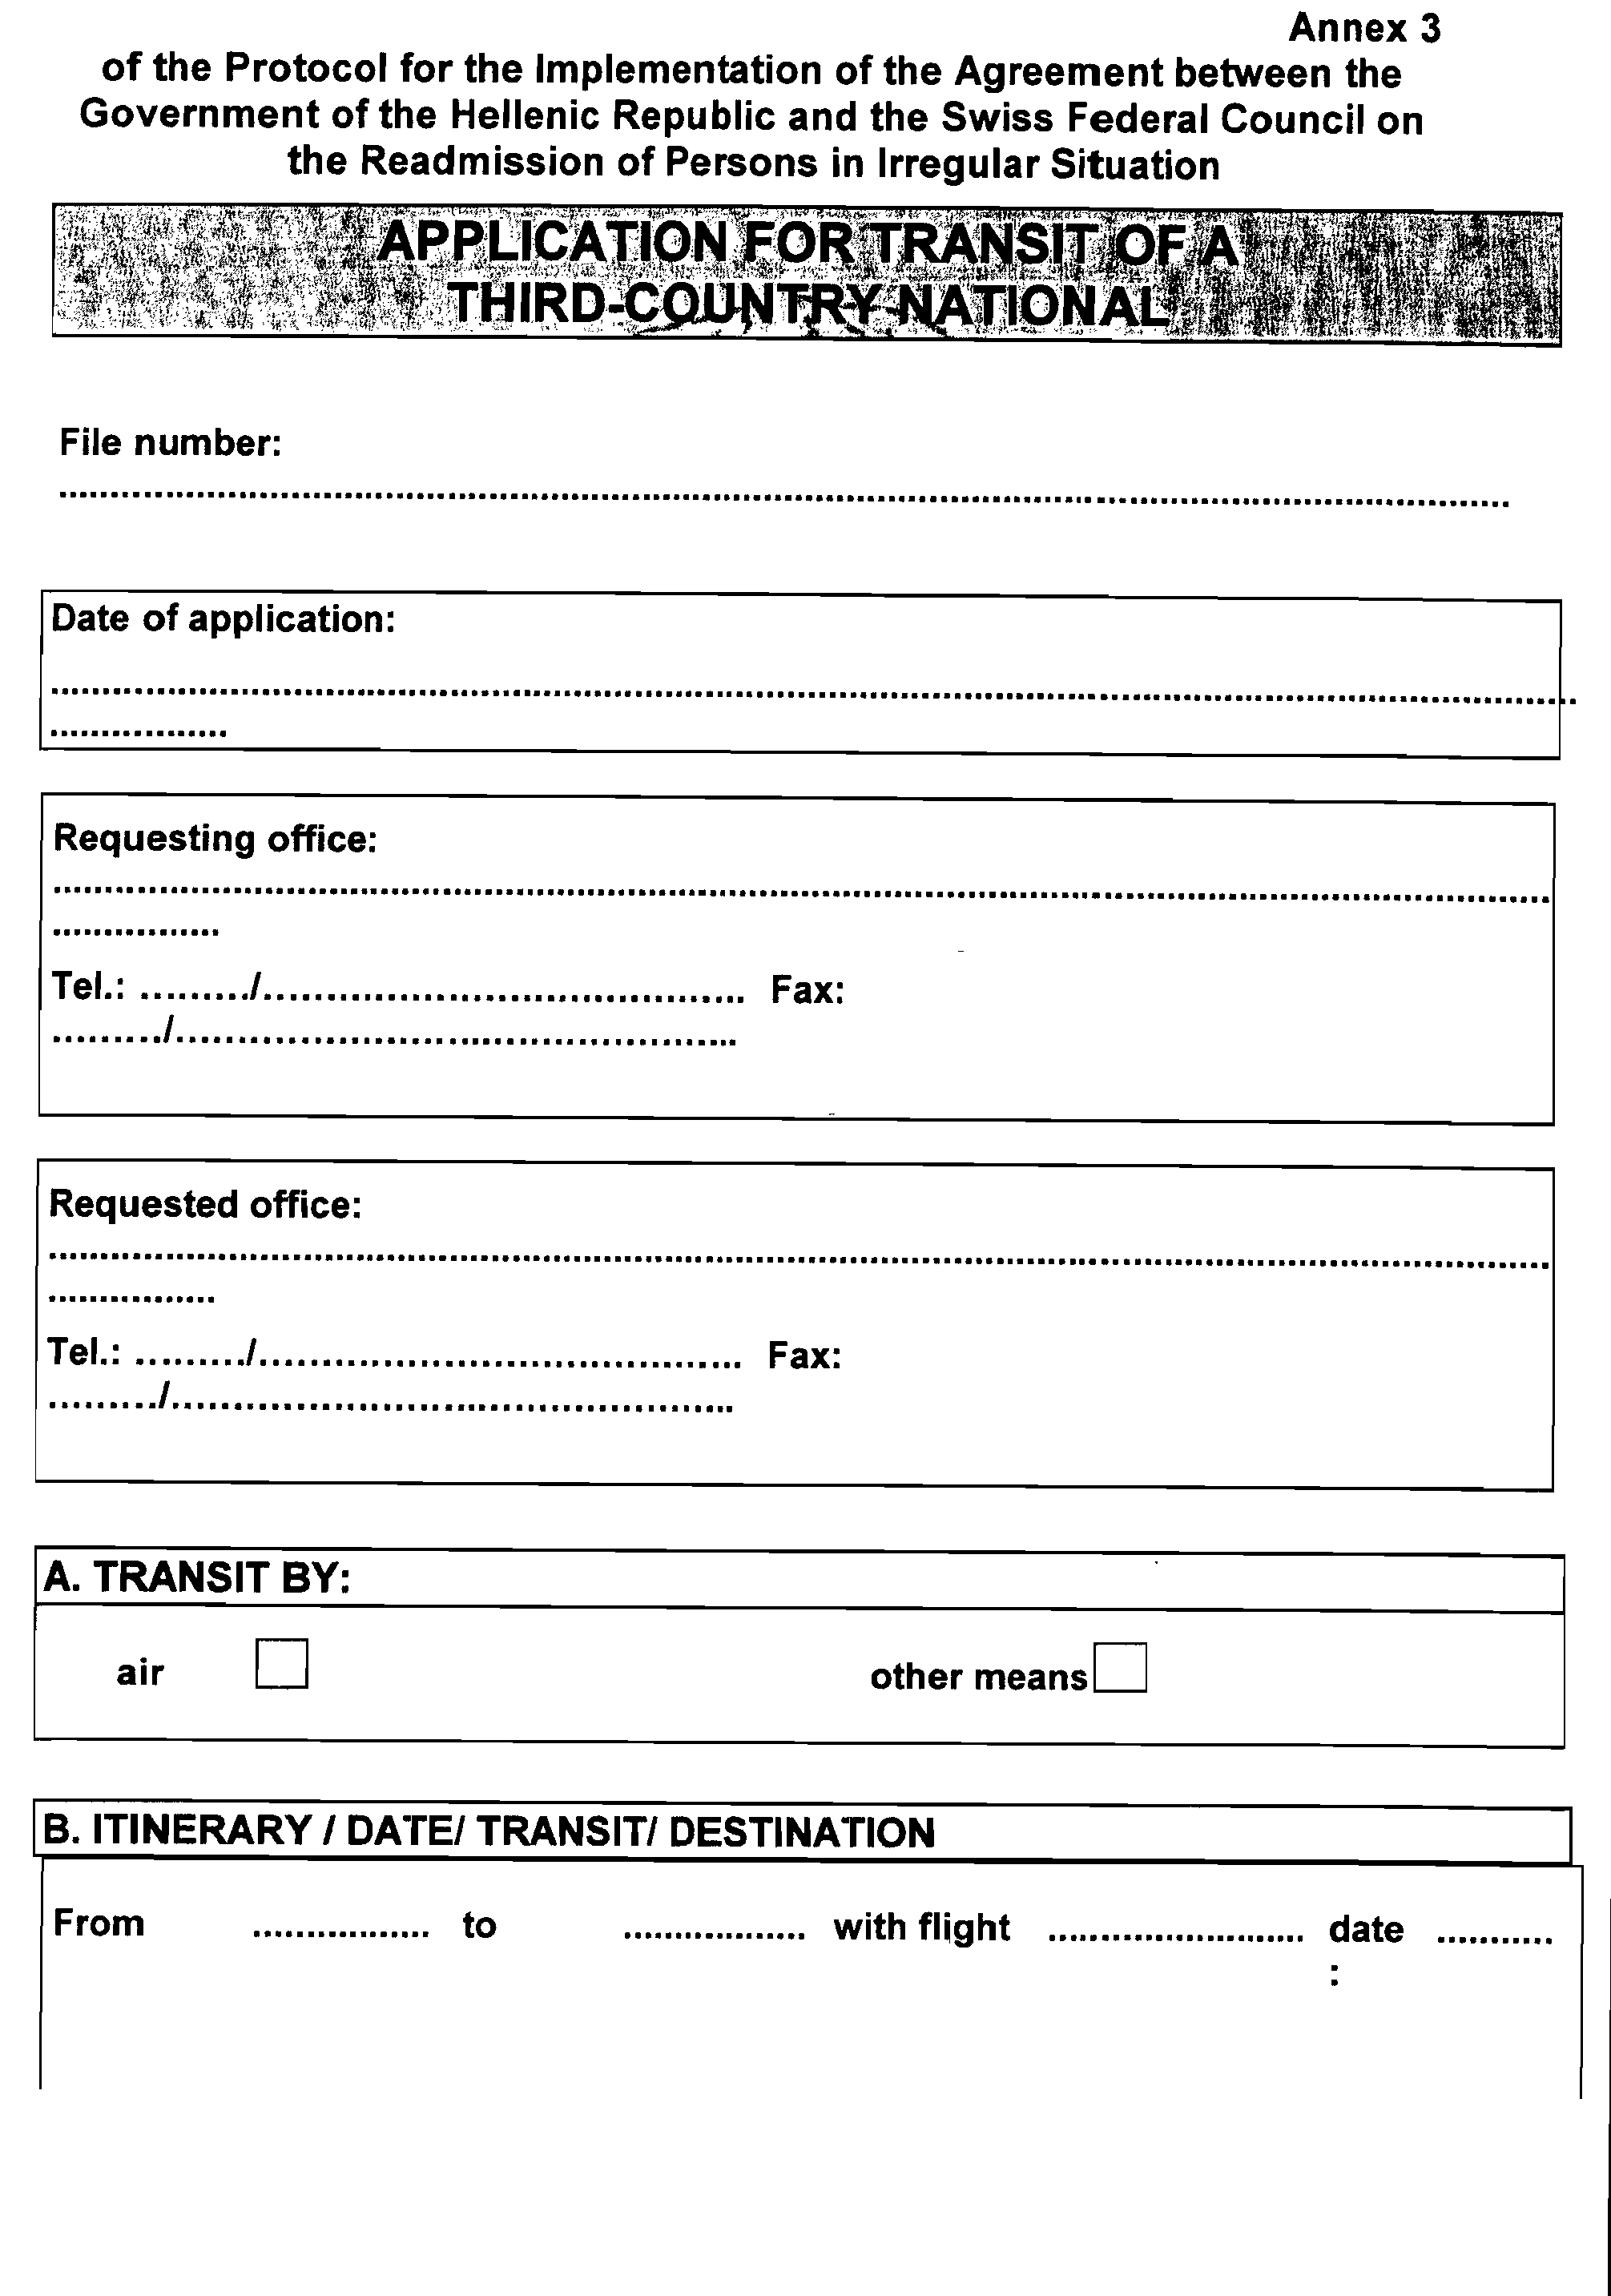 Annex 3
of the Protocol for the Implementation of the Agreement between the
Government of the Hellenic Republic and the Swiss Federal Council on
the Readmission of Persons in Irregular Situation
APPLICATION FOR TRANSIT OF A
THIRD-COUNTRY NATIONAL
File number:
................................................................................
Date of application:
................................................................................
.................
Requesting office:
................................................................................
................
Tel.: ........./....................................... Fax:
........./.............................................
Requested office:
................................................................................
................
Tel.: ........./....................................... Fax:
........./.............................................
A. TRANSIT BY:
air other means
B. ITINERARY / DATE/ TRANSIT/ DESTINATION
From ................. to ................. with flight ........................ date ...........
: